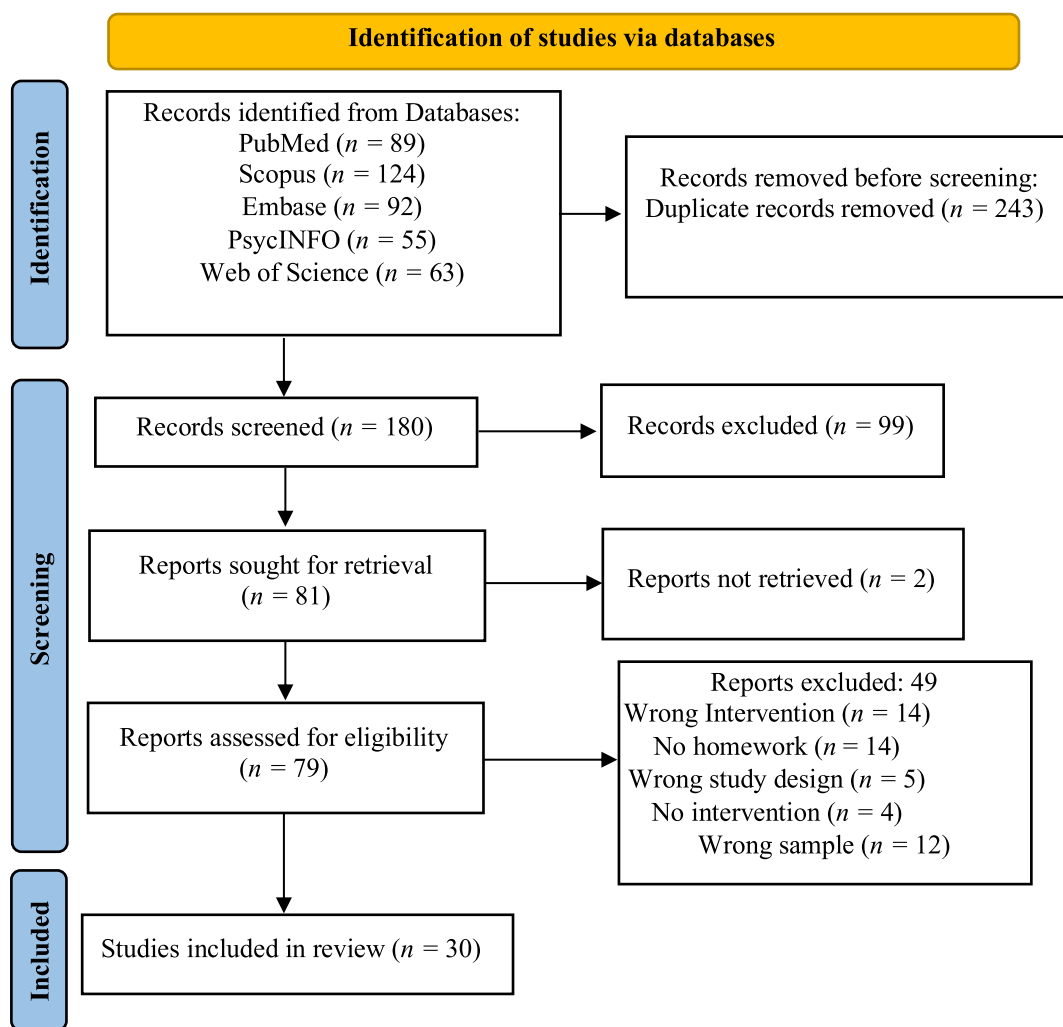 Identification of studies via databases
Identification
Records identified from Databases:
PubMed (n = 89)
Scopus (n = 124)
Embase (n = 92)
PsycINFO (n = 55)
Web of Science (n = 63)
Records removed before screening:
Duplicate records removed (n = 243)
Screening
Records screened (n = 180)
Records excluded (n = 99)
Reports sought for retrieval
(n = 81)
Reports not retrieved (n = 2)
Reports assessed for eligibility
(n = 79)
Reports excluded: 49
Wrong Intervention (n = 14)
No homework (n = 14)
Wrong study design (n = 5)
No intervention (n = 4)
Wrong sample (n = 12)
Included
Studies included in review (n = 30)